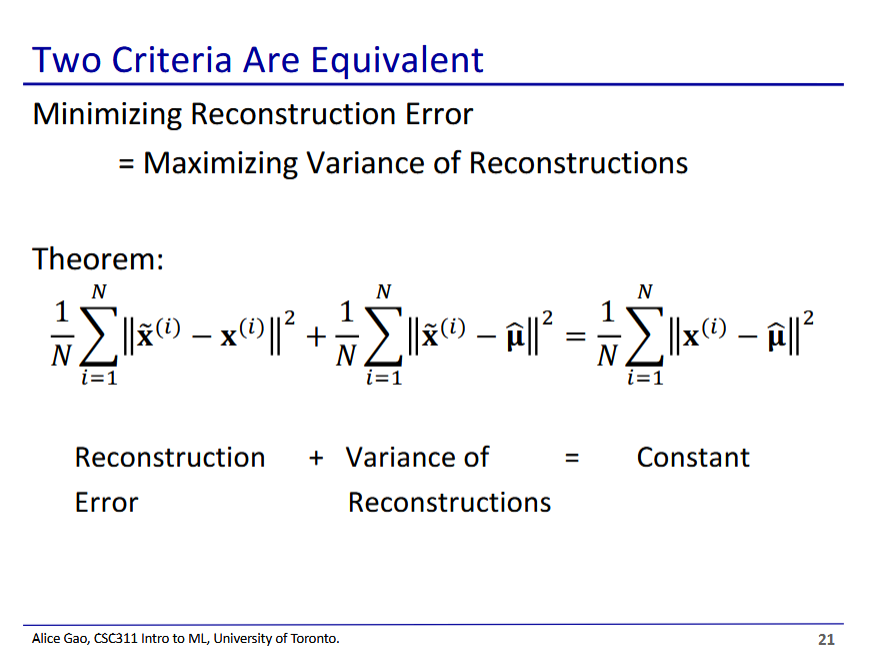 Two Criteria Are Equivalent
Minimizing Reconstruction Error
= Maximizing Variance of Reconstructions
Theorem:
$\frac{1}{N}\sum_{i=1}^{N}\left\|\tilde{\mathbf{x}}^{(i)} - \mathbf{x}^{(i)}\right\|^2 + \frac{1}{N}\sum_{i=1}^{N}\left\|\tilde{\mathbf{x}}^{(i)} - \hat{\boldsymbol{\mu}}\right\|^2 = \frac{1}{N}\sum_{i=1}^{N}\left\|\mathbf{x}^{(i)} - \hat{\boldsymbol{\mu}}\right\|^2$
Reconstruction + Variance of = Constant
Error Reconstructions
Alice Gao, CSC311 Intro to ML, University of Toronto. 21